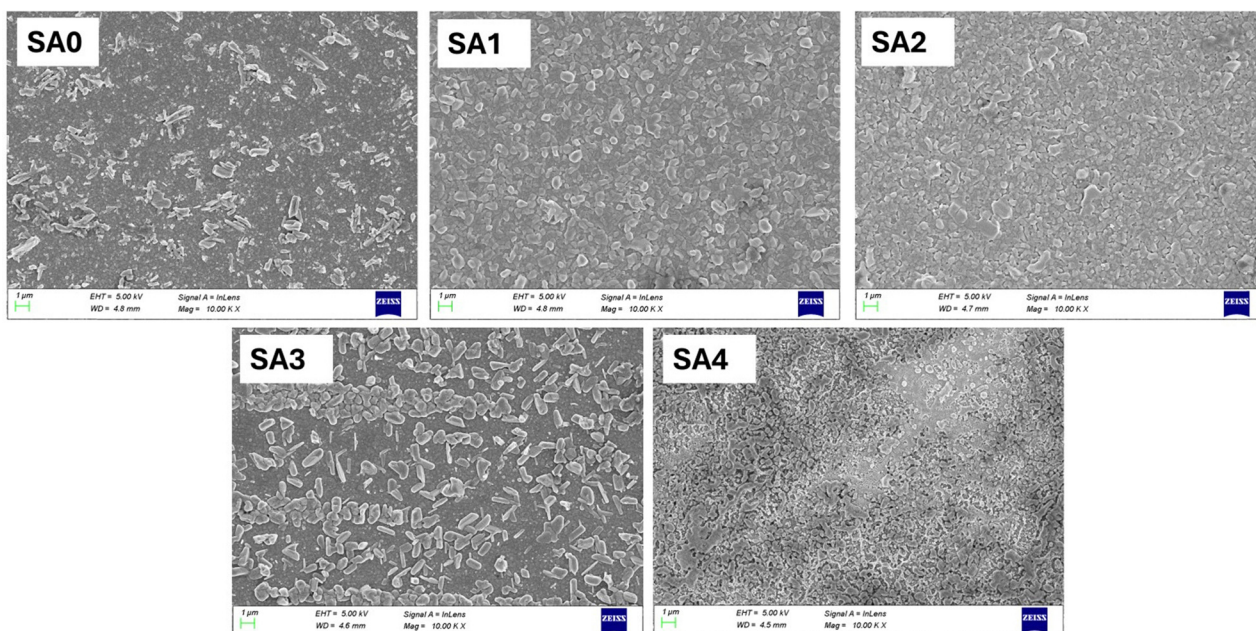 SA0
1 µm
EHT = 5.00 kV
Signal A = InLens
WD = 4.8 mm
Mag = 10.00 K X
ZEISS
SA1
1 µm
EHT = 5.00 kV
Signal A = InLens
WD = 4.8 mm
Mag = 10.00 K X
ZEISS
SA2
1 µm
EHT = 5.00 kV
Signal A = InLens
WD = 4.7 mm
Mag = 10.00 K X
ZEISS
SA3
1 µm
EHT = 5.00 kV
Signal A = InLens
WD = 4.6 mm
Mag = 10.00 K X
ZEISS
SA4
1 µm
EHT = 5.00 kV
Signal A = InLens
WD = 4.5 mm
Mag = 10.00 K X
ZEISS